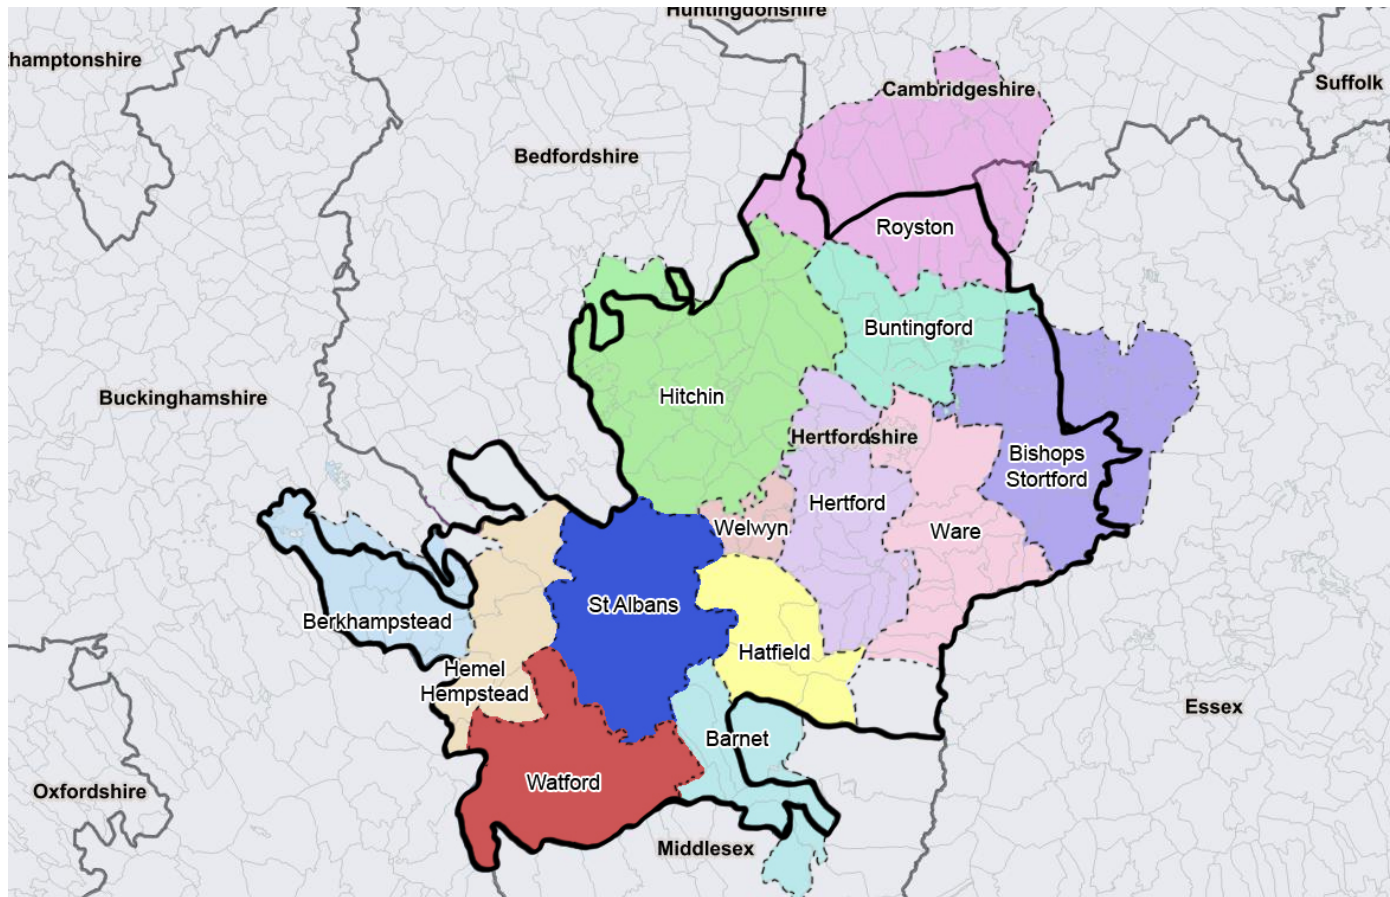 Huntingdonshire
hamptonshire
Suffolk
Cambridgeshire
Bedfordshire
Royston
Buntingford
Buckinghamshire
Hitchin
Hertfordshire
Bishops
Stortford
Hertford
Welwyn
Ware
St Albans
Berkhampstead
Hatfield
Hemel
Hempstead
Essex
Barnet
Watford
Oxfordshire
Middlesex